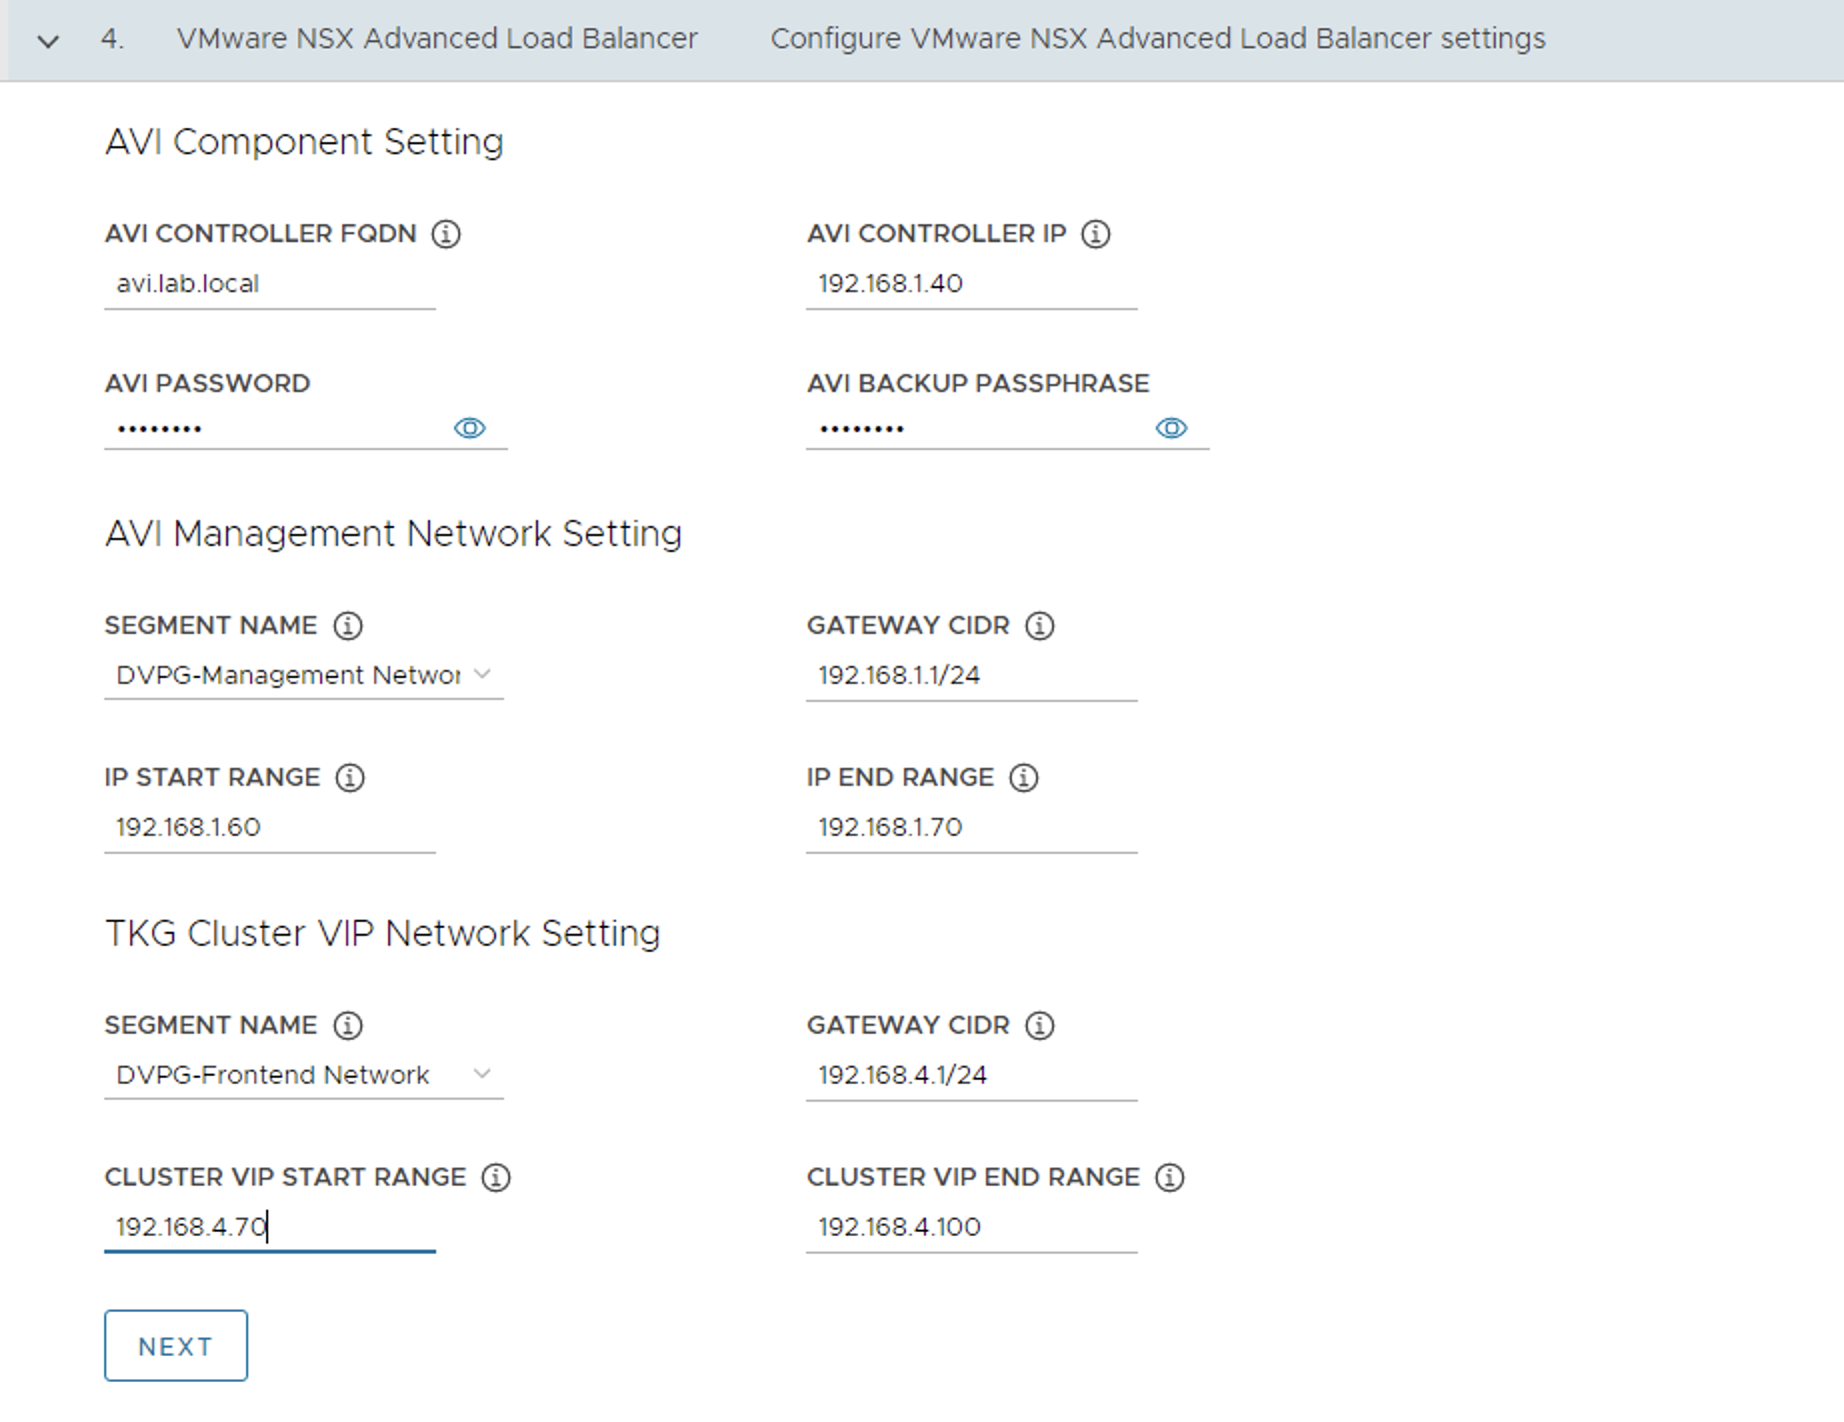 4. VMware NSX Advanced Load Balancer Configure VMware NSX Advanced Load Balancer settings
AVI Component Setting
AVI CONTROLLER FQDN AVI CONTROLLER IP
avi.lab.local 192.168.1.40
AVI PASSWORD AVI BACKUP PASSPHRASE
•••••••• ••••••••
AVI Management Network Setting
SEGMENT NAME GATEWAY CIDR
DVPG-Management Networ 192.168.1.1/24
IP START RANGE IP END RANGE
192.168.1.60 192.168.1.70
TKG Cluster VIP Network Setting
SEGMENT NAME GATEWAY CIDR
DVPG-Frontend Network 192.168.4.1/24
CLUSTER VIP START RANGE CLUSTER VIP END RANGE
192.168.4.70 192.168.4.100
NEXT